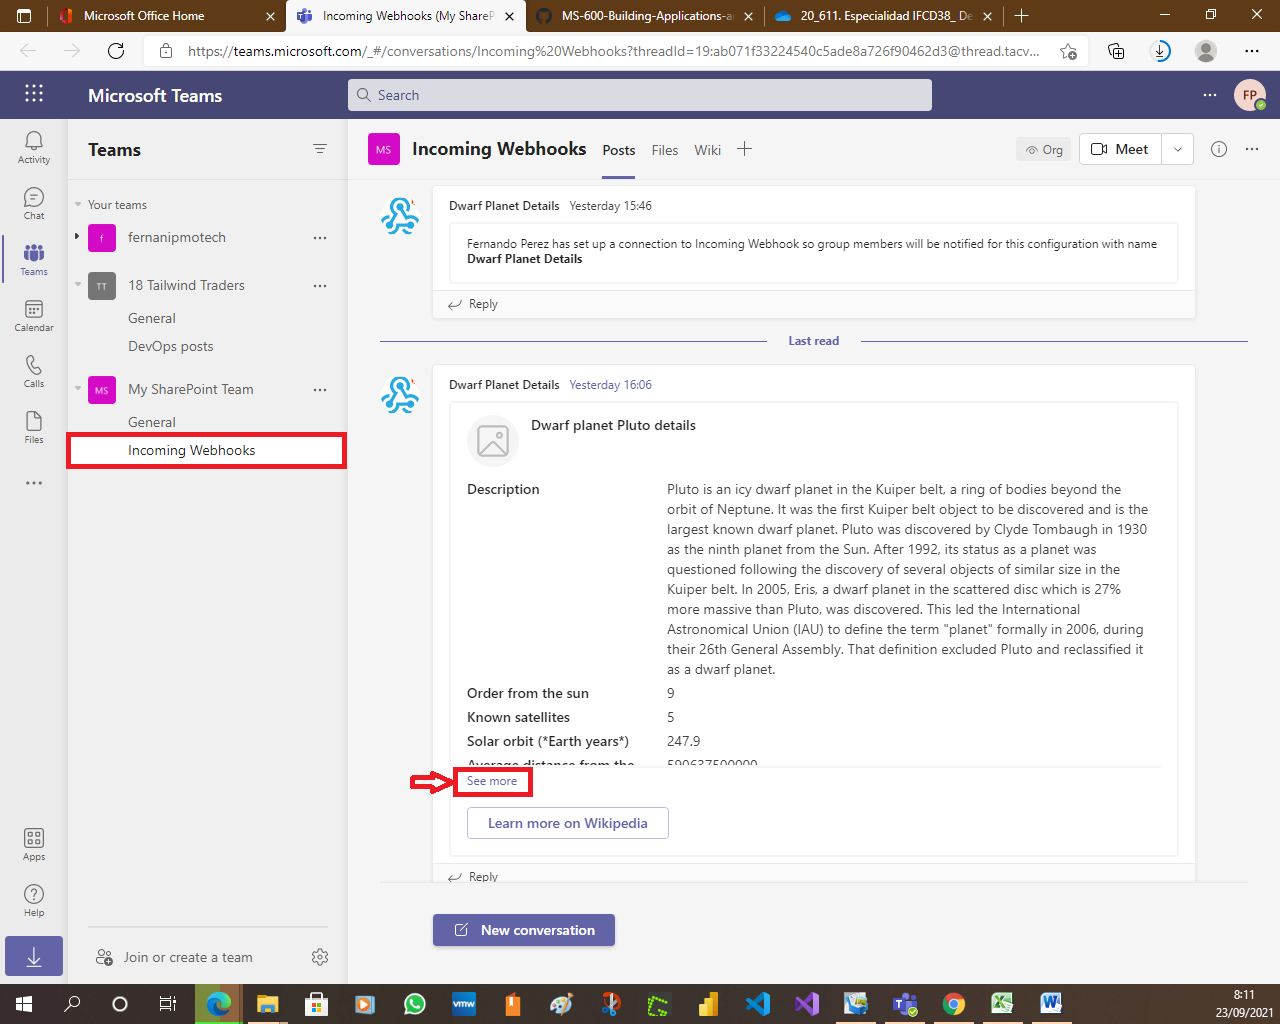 Microsoft Office Home
Incoming Webhooks (My ShareP
MS-600-Building-Applications-a
20_611. Especialidad IFCD38_ De
https://teams.microsoft.com/_#/conversations/Incoming%20Webhooks?threadId=19:ab071f33224540c5ade8a726f90462d3@thread.tacv...
Microsoft Teams
Search
FP
Activity
Chat
Teams
Calendar
Calls
Files
Apps
Help
Teams
Your teams
f fernanipmotech
TT 18 Tailwind Traders
General
DevOps posts
MS My SharePoint Team
General
Incoming Webhooks
Join or create a team
MS Incoming Webhooks Posts Files Wiki
Org
Meet
Dwarf Planet Details Yesterday 15:46
Fernando Perez has set up a connection to Incoming Webhook so group members will be notified for this configuration with name
Dwarf Planet Details
Reply
Last read
Dwarf Planet Details Yesterday 16:06
Dwarf planet Pluto details
Description Pluto is an icy dwarf planet in the Kuiper belt, a ring of bodies beyond the
orbit of Neptune. It was the first Kuiper belt object to be discovered and is the
largest known dwarf planet. Pluto was discovered by Clyde Tombaugh in 1930
as the ninth planet from the Sun. After 1992, its status as a planet was
questioned following the discovery of several objects of similar size in the
Kuiper belt. In 2005, Eris, a dwarf planet in the scattered disc which is 27%
more massive than Pluto, was discovered. This led the International
Astronomical Union (IAU) to define the term "planet" formally in 2006, during
their 26th General Assembly. That definition excluded Pluto and reclassified it
as a dwarf planet.
Order from the sun 9
Known satellites 5
Solar orbit (*Earth years*) 247.9
Average distance from the 590637500000
See more
Learn more on Wikipedia
Reply
New conversation
vmw
8:11
23/09/2021